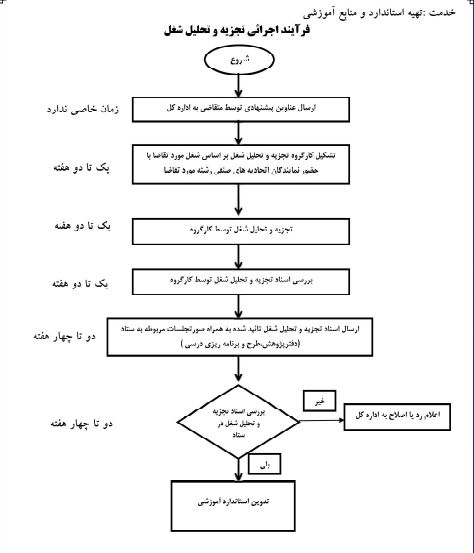 خدمت :تهیه استاندارد و منابع آموزشی
فرآیند اجرائی تجزیه و تحلیل شغل
شروع
زمان خاصی ندارد
ارسال عناوین پیشنهادی توسط متقاضی به اداره کل
یک تا دو هفته
تشکیل کارگروه تجزیه و تحلیل شغل بر اساس شغل مورد تقاضا با
حضور نمایندگان اتحادیه های صنفی رشته مورد تقاضا
یک تا دو هفته
تجزیه و تحلیل شغل توسط کارگروه
یک تا دو هفته
بررسی اسناد تجزیه و تحلیل شغل توسط کارگروه
دو تا چهار هفته
ارسال اسناد تجزیه و تحلیل شغل تائید شده به همراه صورتجلسات مربوطه به ستاد
(دفترپژوهش،طرح و برنامه ریزی درسی )
دو تا چهار هفته
بررسی اسناد تجزیه
و تحلیل شغل در
ستاد
خیر
اعلام رد یا اصلاح به اداره کل
بلی
تدوین استاندارد آموزشی